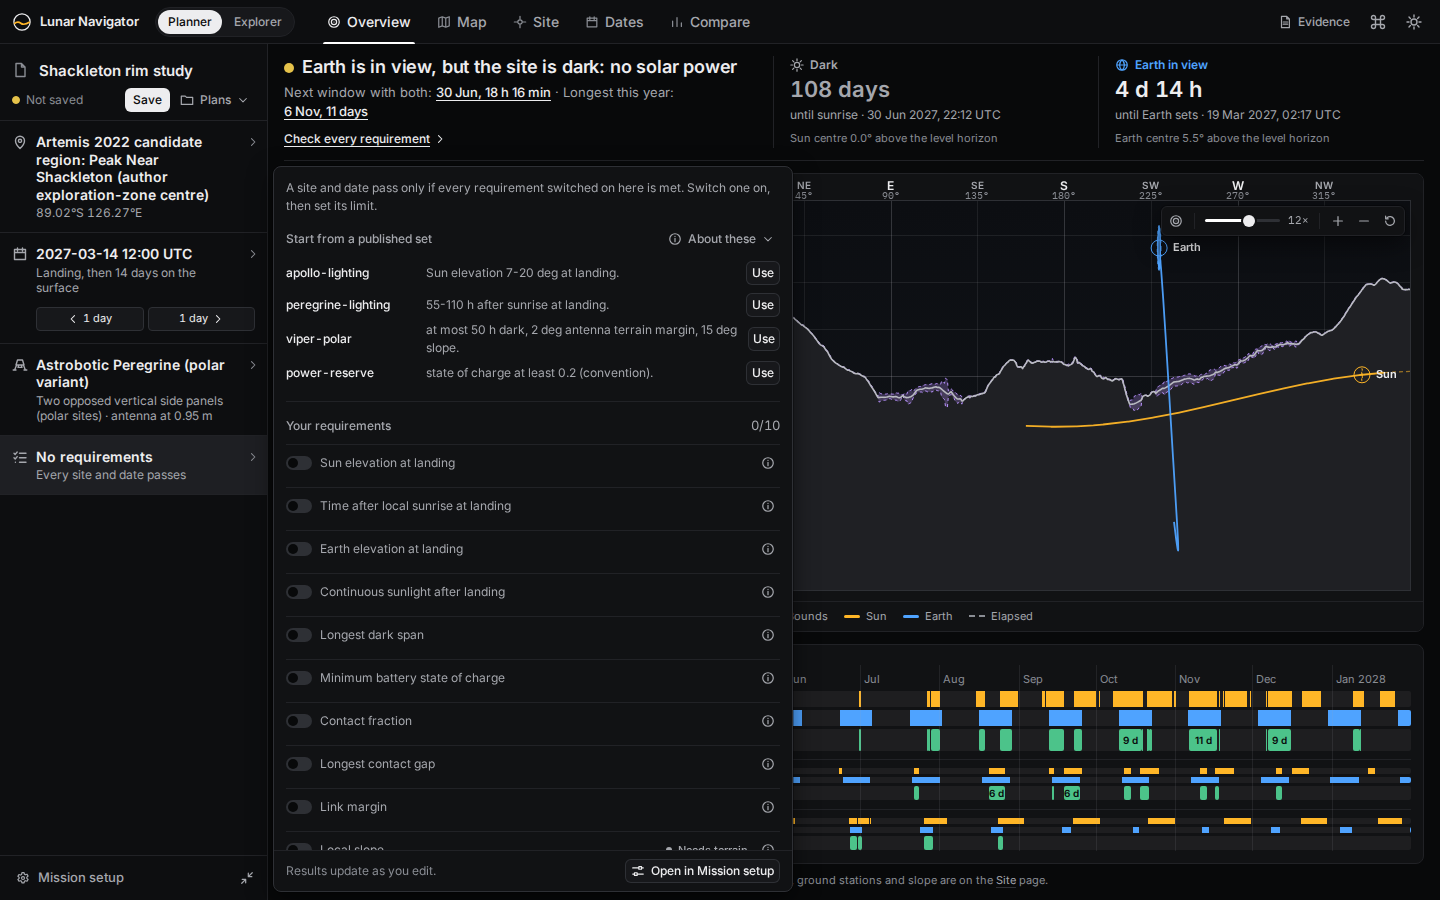 Lunar Navigator
Planner
Explorer
Overview
Map
Site
Dates
Compare
Evidence
Shackleton rim study
Not saved
Save
Plans
Artemis 2022 candidate
region: Peak Near
Shackleton (author
exploration-zone centre)
89.02°S 126.27°E
2027-03-14 12:00 UTC
Landing, then 14 days on the
surface
1 day
1 day
Astrobotic Peregrine (polar
variant)
Two opposed vertical side panels
(polar sites) · antenna at 0.95 m
No requirements
Every site and date passes
Mission setup
Earth is in view, but the site is dark: no solar power
Next window with both: 30 Jun, 18 h 16 min · Longest this year:
6 Nov, 11 days
Check every requirement
Dark
108 days
until sunrise · 30 Jun 2027, 22:12 UTC
Sun centre 0.0° above the level horizon
Earth in view
4 d 14 h
until Earth sets · 19 Mar 2027, 02:17 UTC
Earth centre 5.5° above the level horizon
A site and date pass only if every requirement switched on here is met. Switch one on,
then set its limit.
Start from a published set
About these
apollo-lighting
Sun elevation 7-20 deg at landing.
Use
peregrine-lighting
55-110 h after sunrise at landing.
Use
viper-polar
at most 50 h dark, 2 deg antenna terrain margin, 15 deg
slope.
Use
power-reserve
state of charge at least 0.2 (convention).
Use
Your requirements
0/10
Sun elevation at landing
Time after local sunrise at landing
Earth elevation at landing
Continuous sunlight after landing
Longest dark span
Minimum battery state of charge
Contact fraction
Longest contact gap
Link margin
Local slope
Needs terrain
Results update as you edit.
Open in Mission setup
NE
E
SE
S
SW
W
NW
45°
90°
135°
180°
225°
270°
315°
12×
Earth
Sun
ounds
Sun
Earth
Elapsed
un
Jul
Aug
Sep
Oct
Nov
Dec
Jan 2028
9 d
11 d
9 d
6 d
6 d
ground stations and slope are on the Site page.